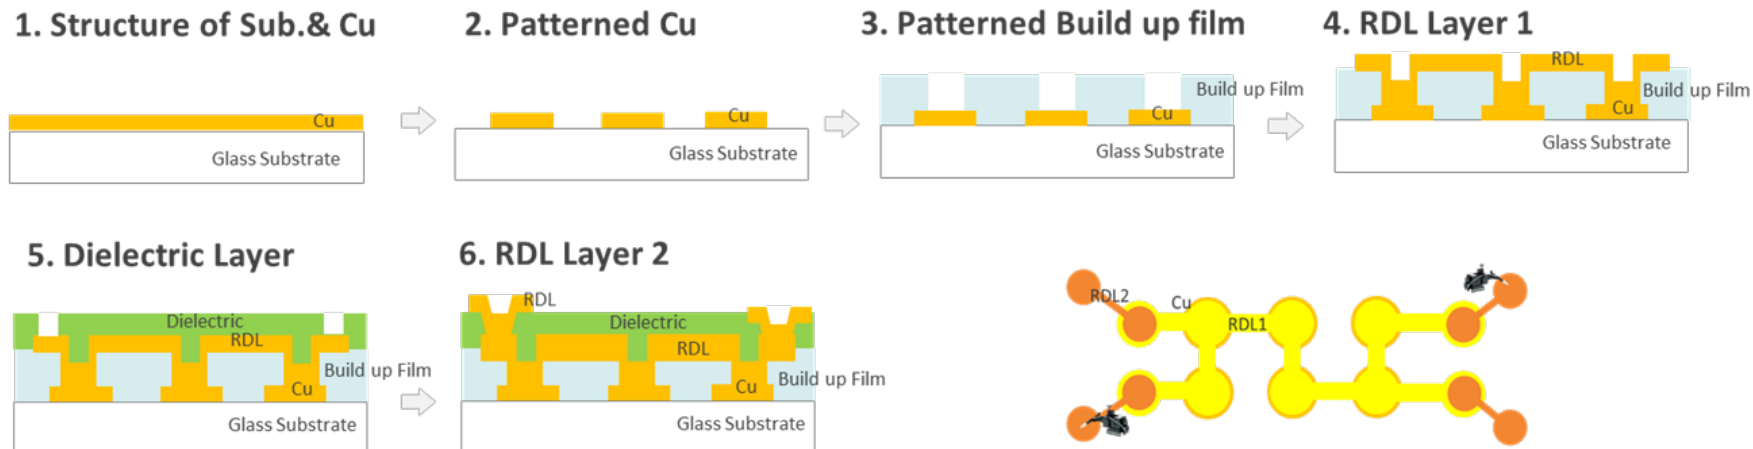 1. Structure of Sub.& Cu
Cu
Glass Substrate
2. Patterned Cu
Cu
Glass Substrate
3. Patterned Build up film
Build up Film
Cu
Glass Substrate
4. RDL Layer 1
RDL
Build up Film
Cu
Glass Substrate
5. Dielectric Layer
Dielectric
RDL
Build up Film
Cu
Glass Substrate
6. RDL Layer 2
RDL
Dielectric
RDL
Build up Film
Cu
Glass Substrate
RDL2
Cu
RDL1